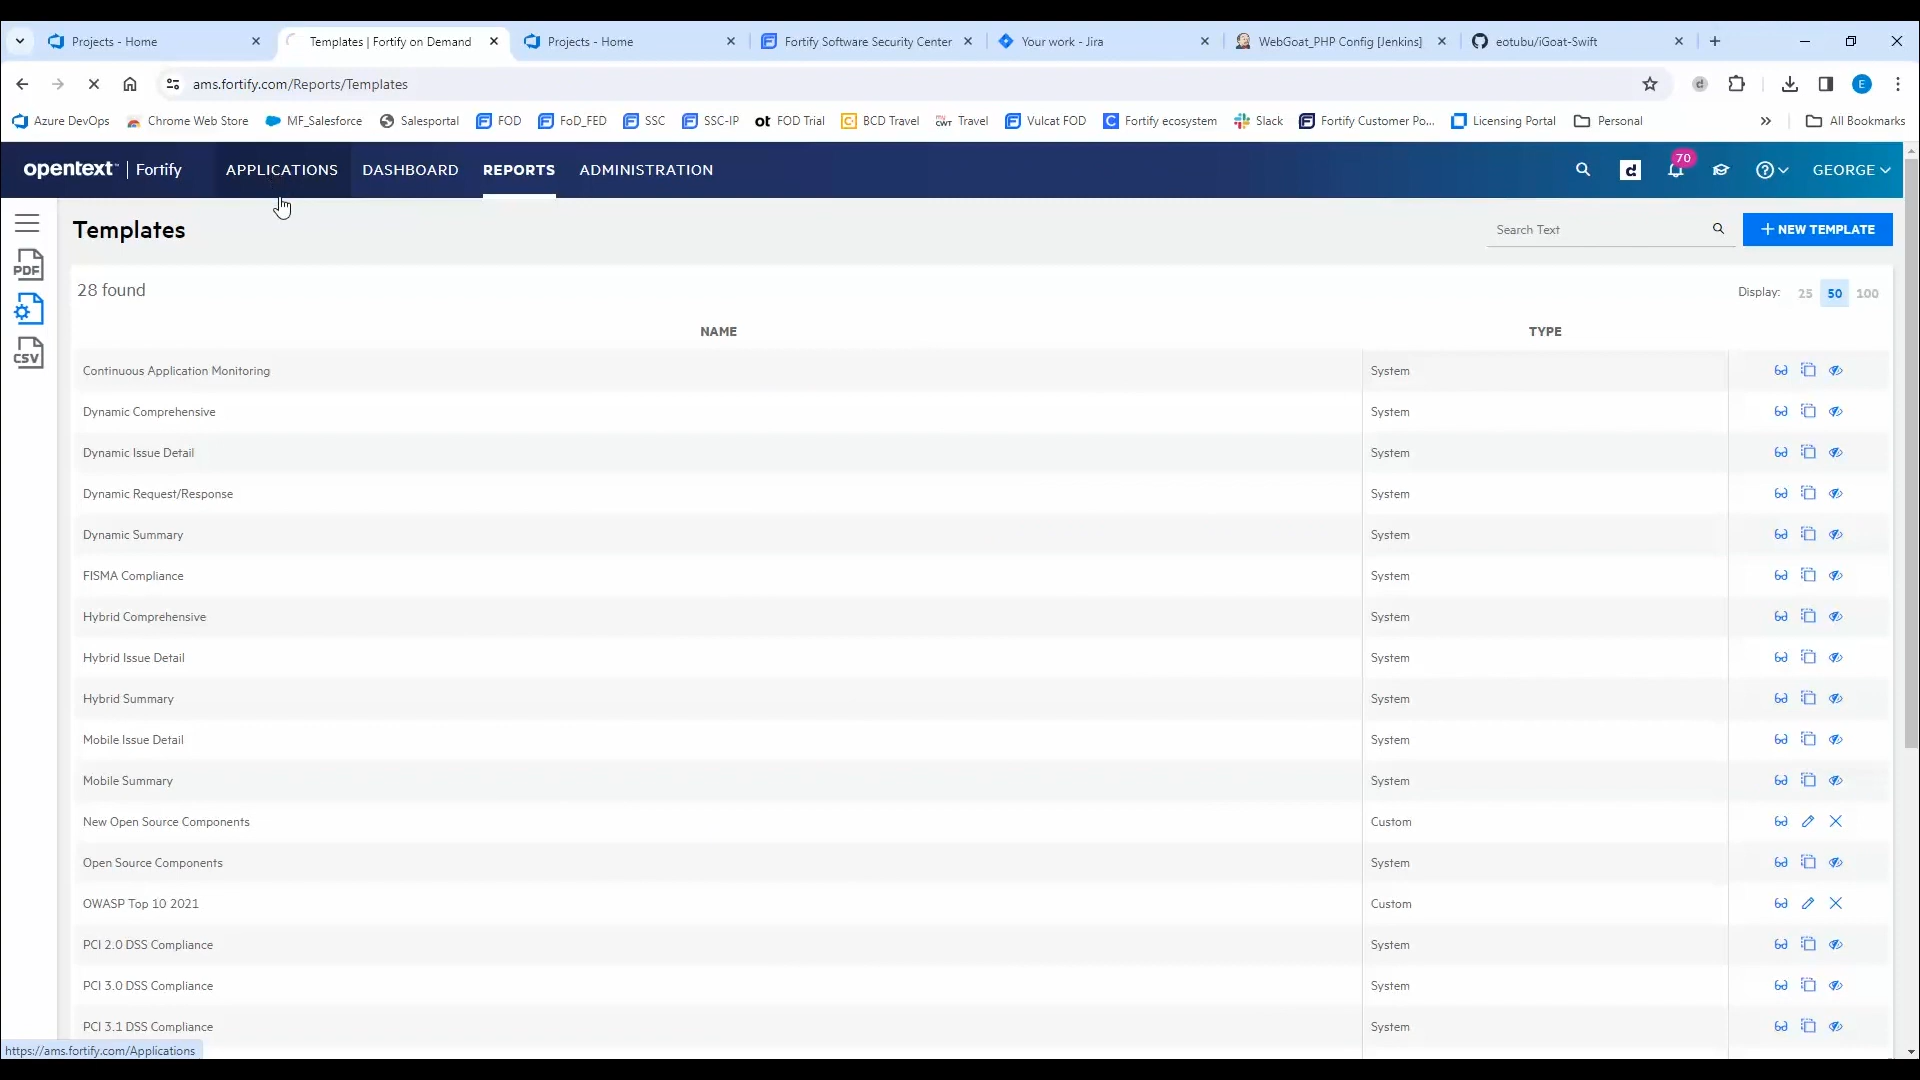 Projects - Home
Templates | Fortify on Demand
Projects - Home
Fortify Software Security Center
Your work - Jira
WebGoat_PHP Config [Jenkins]
eotubu/iGoat-Swift
ams.fortify.com/Reports/Templates
d
E
Azure DevOps
Chrome Web Store
MF_Salesforce
Salesportal
FOD
FoD_FED
SSC
SSC-IP
ot FOD Trial
BCD Travel
my CWT Travel
Vulcat FOD
Fortify ecosystem
Slack
Fortify Customer Po...
Licensing Portal
Personal
»
All Bookmarks
opentext™ | Fortify
APPLICATIONS
DASHBOARD
REPORTS
ADMINISTRATION
d
70
GEORGE
PDF
CSV
Templates
Search Text
+ NEW TEMPLATE
28 found
Display: 25 50 100
NAME TYPE
Continuous Application Monitoring System
Dynamic Comprehensive System
Dynamic Issue Detail System
Dynamic Request/Response System
Dynamic Summary System
FISMA Compliance System
Hybrid Comprehensive System
Hybrid Issue Detail System
Hybrid Summary System
Mobile Issue Detail System
Mobile Summary System
New Open Source Components Custom
Open Source Components System
OWASP Top 10 2021 Custom
PCI 2.0 DSS Compliance System
PCI 3.0 DSS Compliance System
PCI 3.1 DSS Compliance System
https://ams.fortify.com/Applications